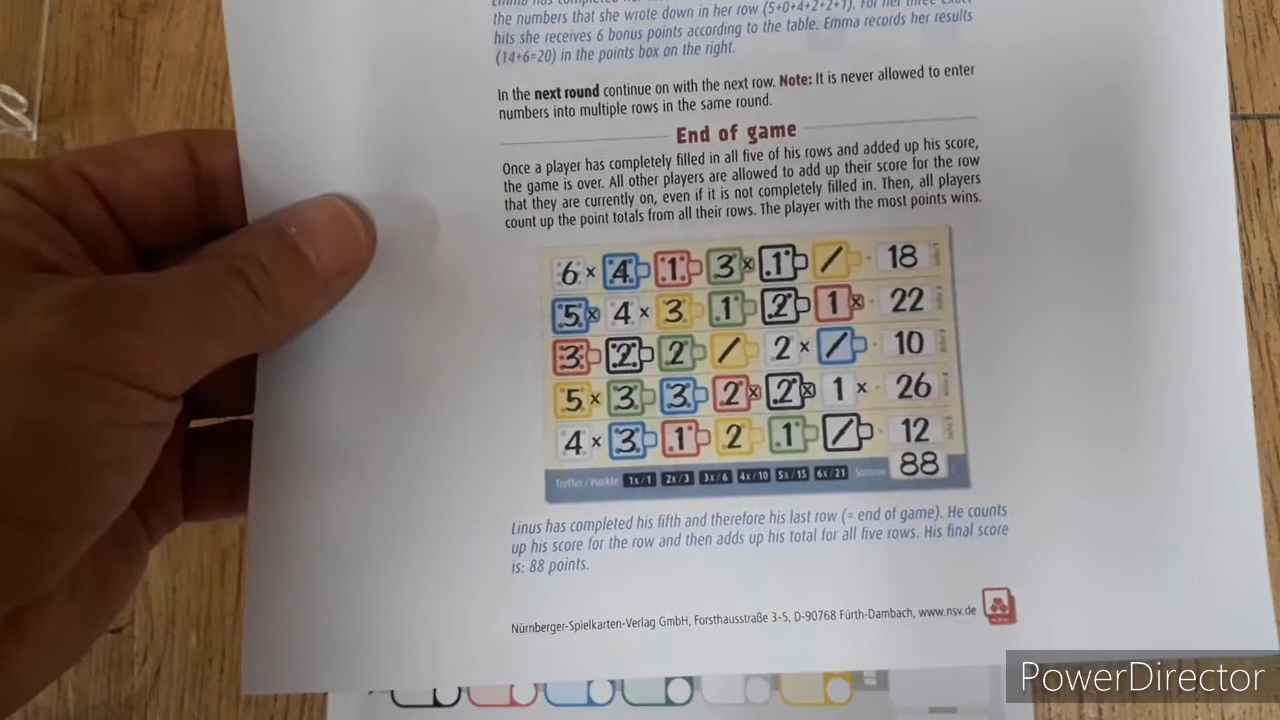 the numbers that she wrote down in her row (5+0+4+2+2+1). For her three exact
hits she receives 6 bonus points according to the table. Emma records her results
(14+6=20) in the points box on the right.
In the next round continue on with the next row. Note: It is never allowed to enter
numbers into multiple rows in the same round.
End of game
Once a player has completely filled in all five of his rows and added up his score,
the game is over. All other players are allowed to add up their score for the row
that they are currently on, even if it is not completely filled in. Then, all players
count up the point totals from all their rows. The player with the most points wins.
6 x 4 1 3 x 1 / 18
5 x 4 x 3 1 2 1 x 22
3 2 2 / 2 x / 10
5 x 3 3 2 x 2 x 1 x 26
4 x 3 1 2 1 / 12
Treffer / Punkte 1x/1 2x/3 3x/6 4x/10 5x/15 6x/21 88
Linus has completed his fifth and therefore his last row (= end of game). He counts
up his score for the row and then adds up his total for all five rows. His final score
is: 88 points.
Nürnberger-Spielkarten-Verlag GmbH, Forsthausstraße 3-5, D-90768 Fürth-Dambach, www.nsv.de
NSV
PowerDirector